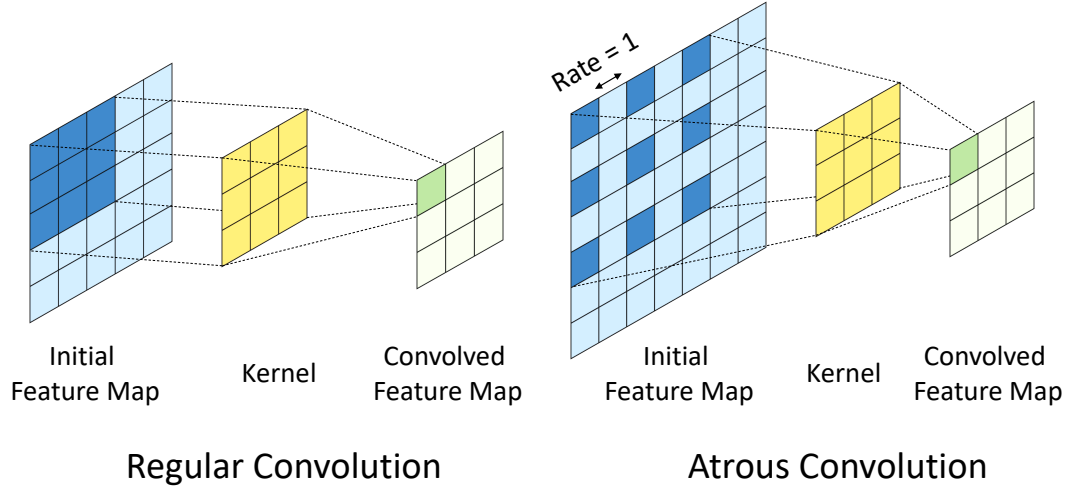 Rate = 1
Initial
Feature Map
Kernel
Convolved
Feature Map
Initial
Feature Map
Kernel
Convolved
Feature Map
Regular Convolution
Atrous Convolution